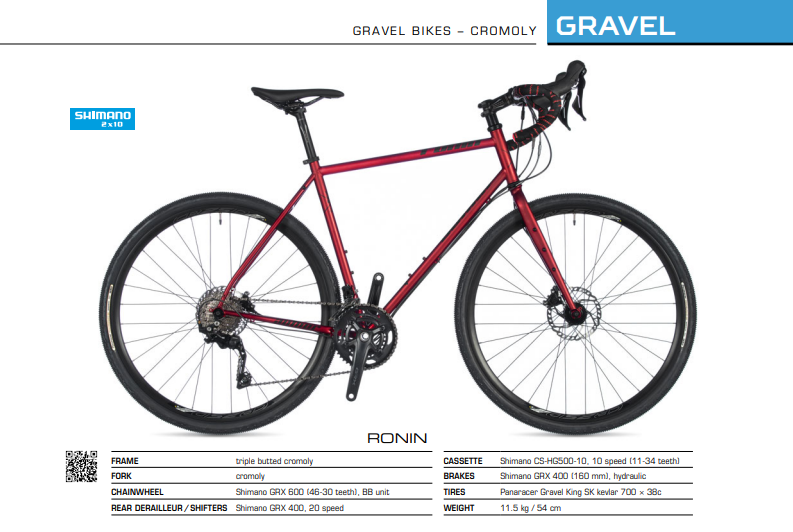 GRAVEL BIKES – CROMOLY
GRAVEL
SHIMANO
2x10
RONIN
FRAME triple butted cromoly
FORK cromoly
CHAINWHEEL Shimano GRX 600 (46-30 teeth), BB unit
REAR DERAILLEUR / SHIFTERS Shimano GRX 400, 20 speed
CASSETTE Shimano CS-HG500-10, 10 speed (11-34 teeth)
BRAKES Shimano GRX 400 (160 mm), hydraulic
TIRES Panaracer Gravel King SK kevlar 700 × 38c
WEIGHT 11.5 kg / 54 cm